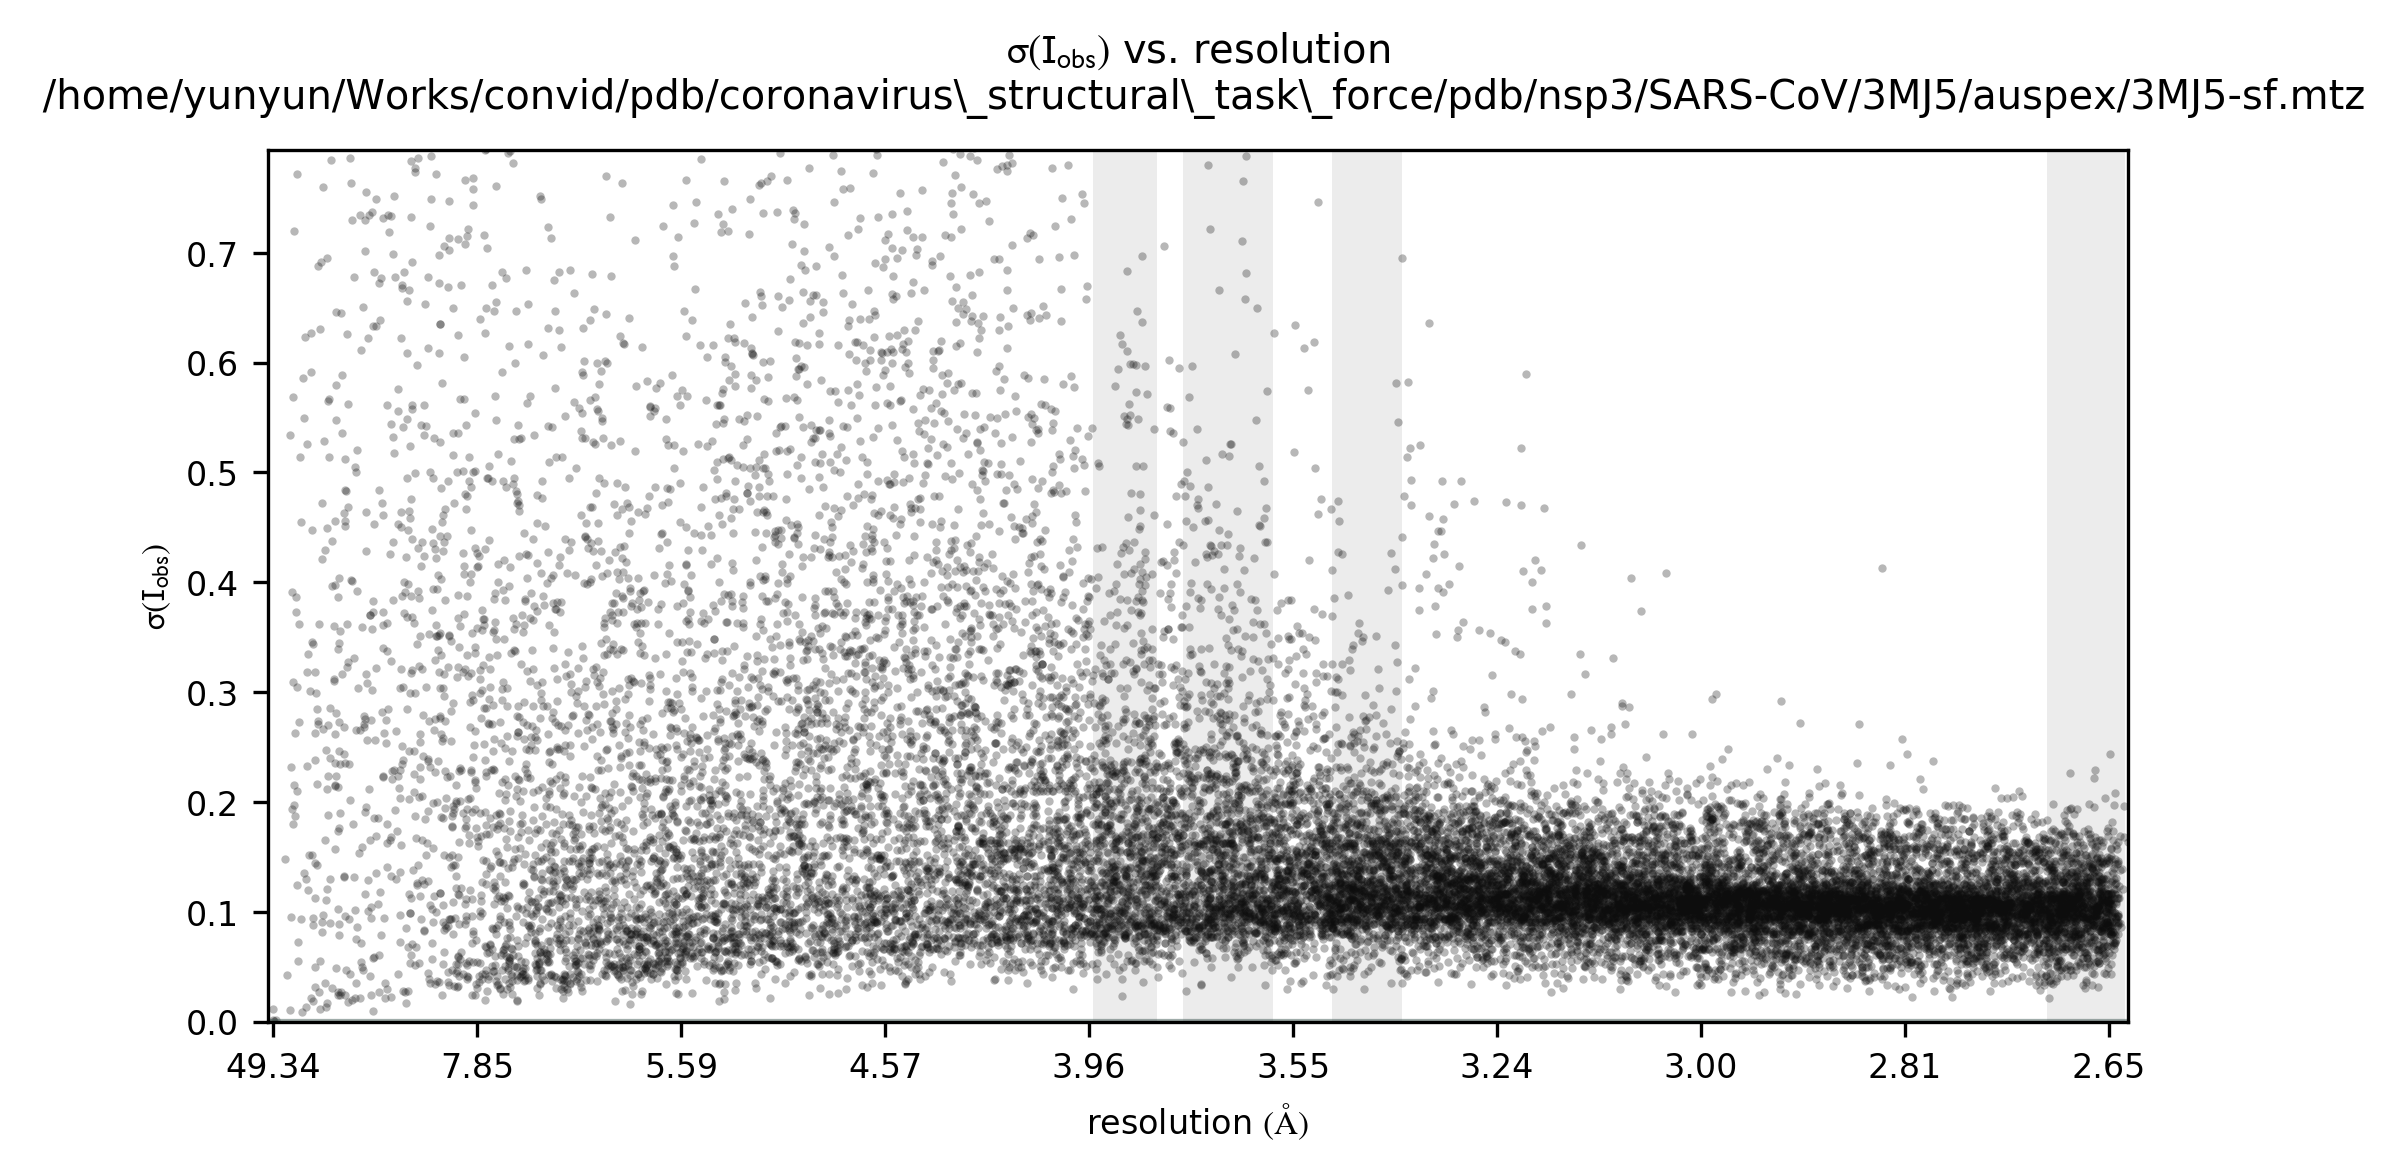 σ(I_obs) vs. resolution
/home/yunyun/Works/convid/pdb/coronavirus\_structural\_task\_force/pdb/nsp3/SARS-CoV/3MJ5/auspex/3MJ5-sf.mtz
σ(I_obs)
0.7
0.6
0.5
0.4
0.3
0.2
0.1
0.0
49.34 7.85 5.59 4.57 3.96 3.55 3.24 3.00 2.81 2.65
resolution (Å)